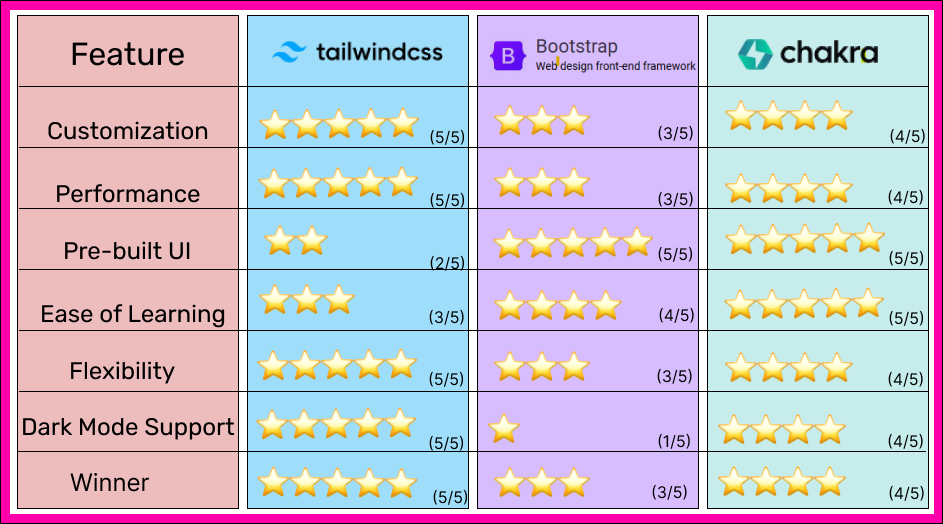 Feature tailwindcss B Bootstrap chakra
Web design front-end framework
Customization (5/5) (3/5) (4/5)
Performance (5/5) (3/5) (4/5)
Pre-built UI (2/5) (5/5) (5/5)
Ease of Learning (3/5) (4/5) (5/5)
Flexibility (5/5) (3/5) (4/5)
Dark Mode Support (5/5) (1/5) (4/5)
Winner (5/5) (3/5) (4/5)